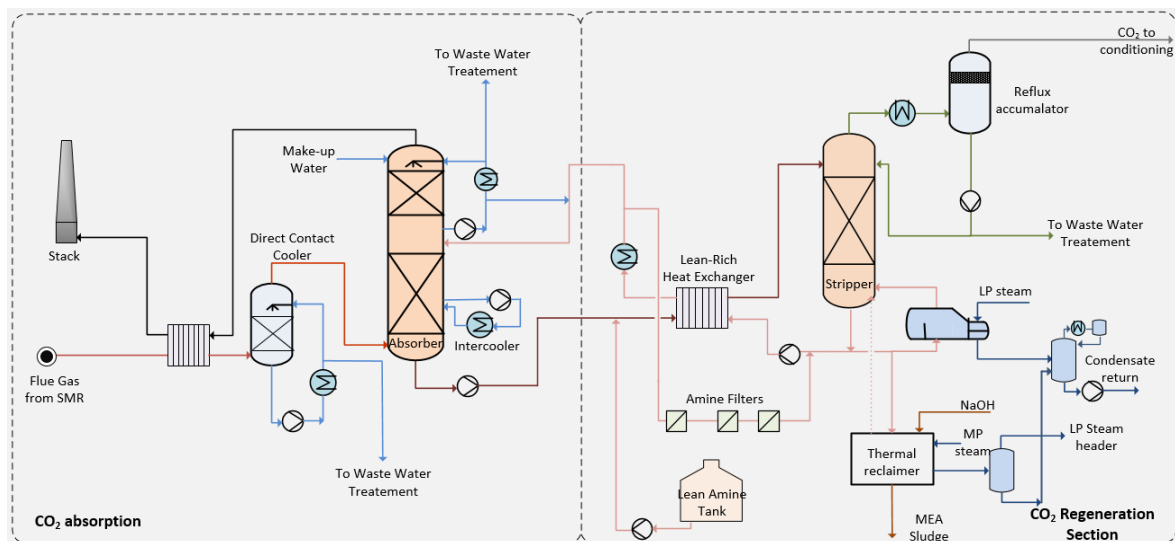 CO₂ to
conditioning
To Waste Water
Treatement
Reflux
accumalator
Make-up
Water
Direct Contact
Cooler
Stack
Lean-Rich
Heat Exchanger
To Waste Water
Treatement
Stripper
LP steam
Absorber
Intercooler
Flue Gas
from SMR
Condensate
return
Amine Filters
NaOH
LP Steam
header
MP
steam
Thermal
reclaimer
To Waste Water
Treatement
Lean Amine
Tank
CO₂ absorption
MEA
Sludge
CO₂ Regeneration
Section